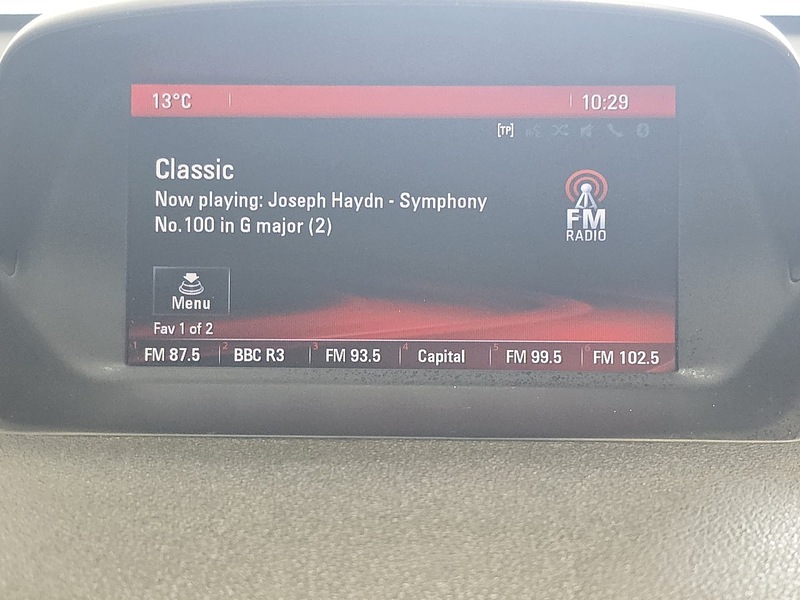 13°C 10:29
[TP]
Classic
Now playing: Joseph Haydn - Symphony
No.100 in G major (2)
FM
RADIO
Menu
Fav 1 of 2
1 FM 87.5 2 BBC R3 3 FM 93.5 4 Capital 5 FM 99.5 6 FM 102.5